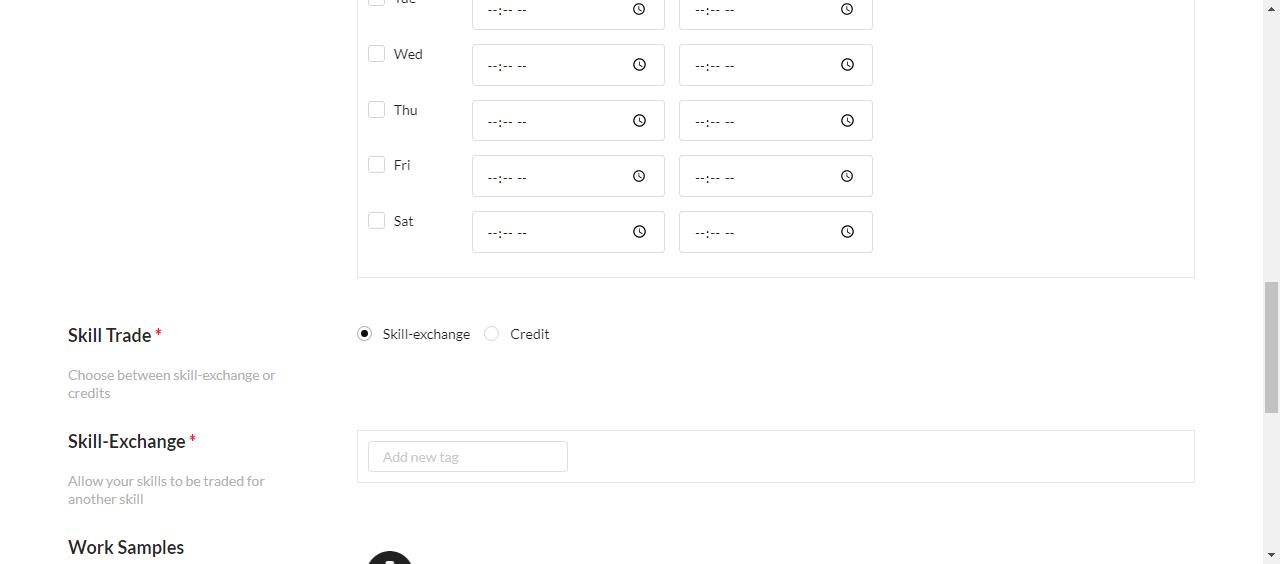 Tue --:-- -- --:-- --
Wed --:-- -- --:-- --
Thu --:-- -- --:-- --
Fri --:-- -- --:-- --
Sat --:-- -- --:-- --
Skill Trade * Skill-exchange Credit
Choose between skill-exchange or
credits
Skill-Exchange *
Add new tag
Allow your skills to be traded for
another skill
Work Samples